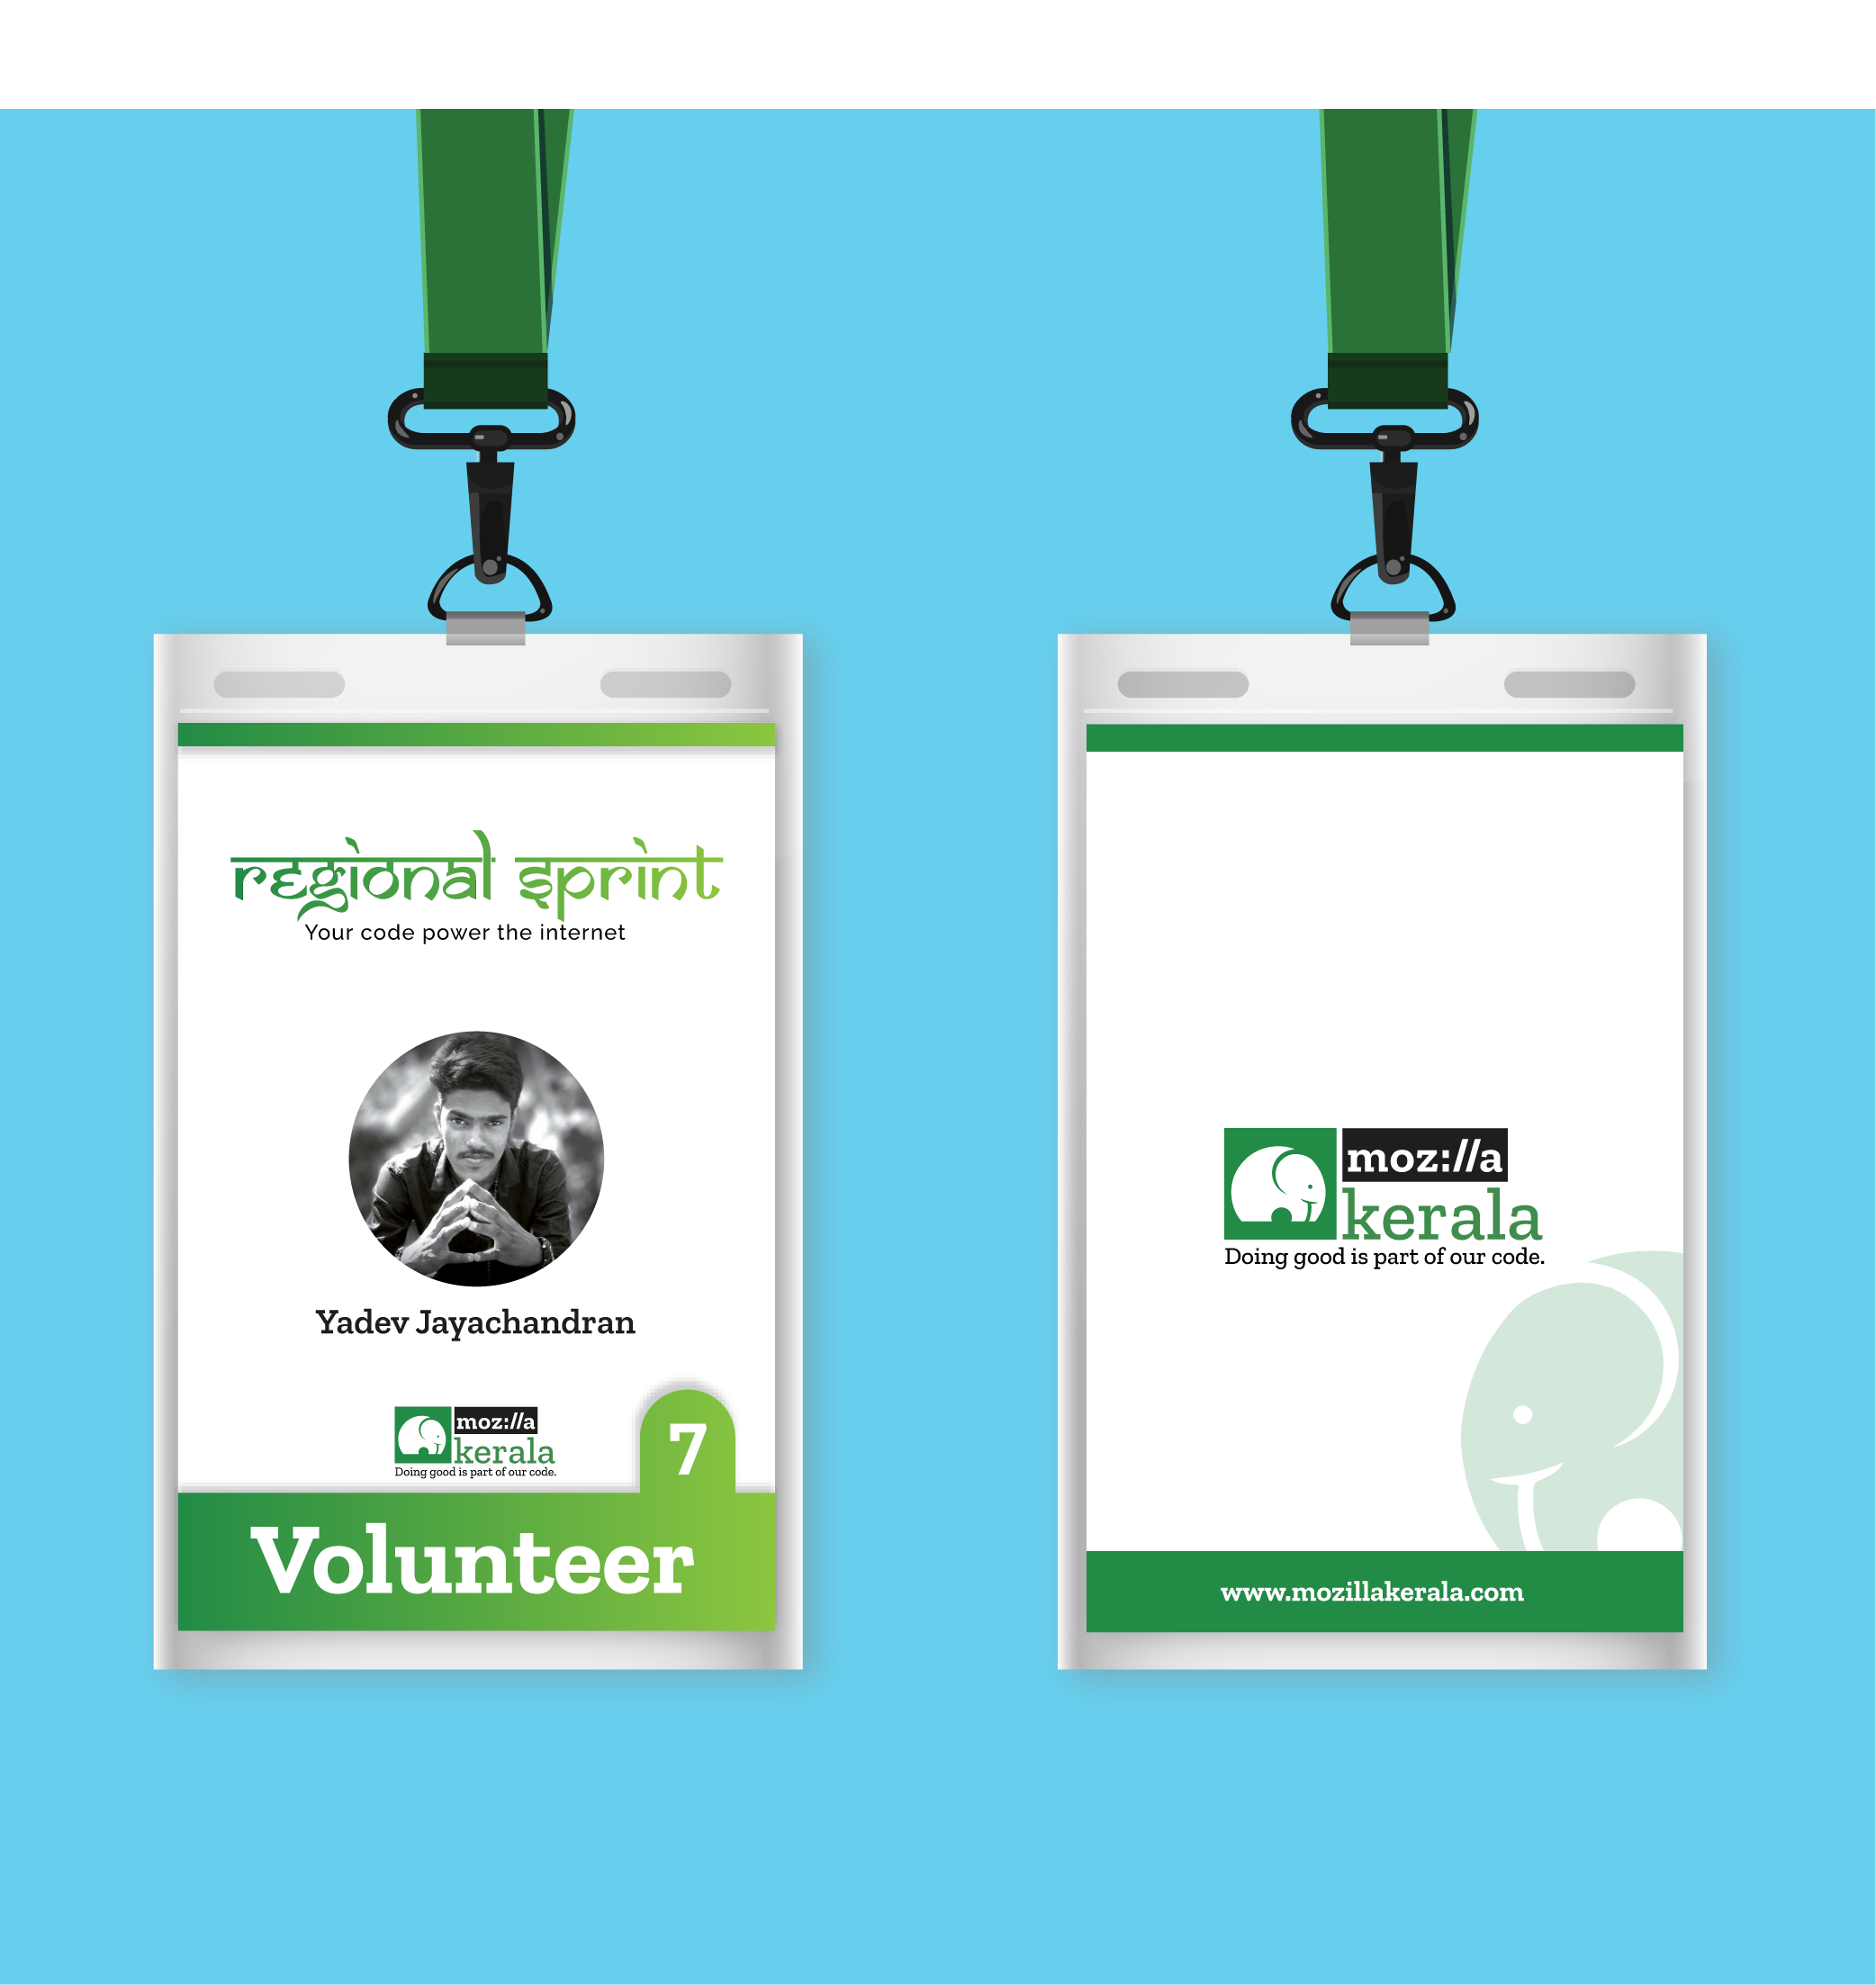 regional sprint
Your code power the internet
Yadev Jayachandran
moz://a
kerala
Doing good is part of our code.
7
Volunteer
moz://a
kerala
Doing good is part of our code.
www.mozillakerala.com